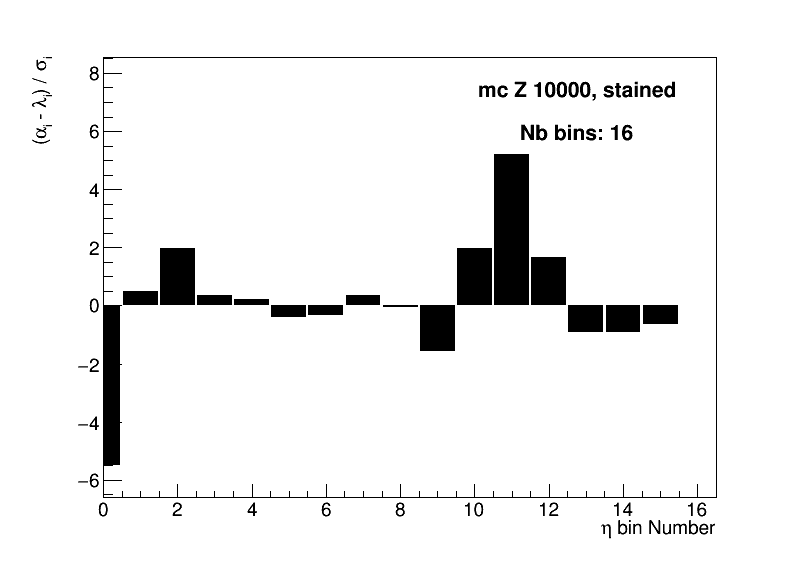 (αᵢ - λᵢ) / σᵢ
8
6
4
2
0
−2
−4
−6
mc Z 10000, stained
Nb bins: 16
0 2 4 6 8 10 12 14 16
η bin Number